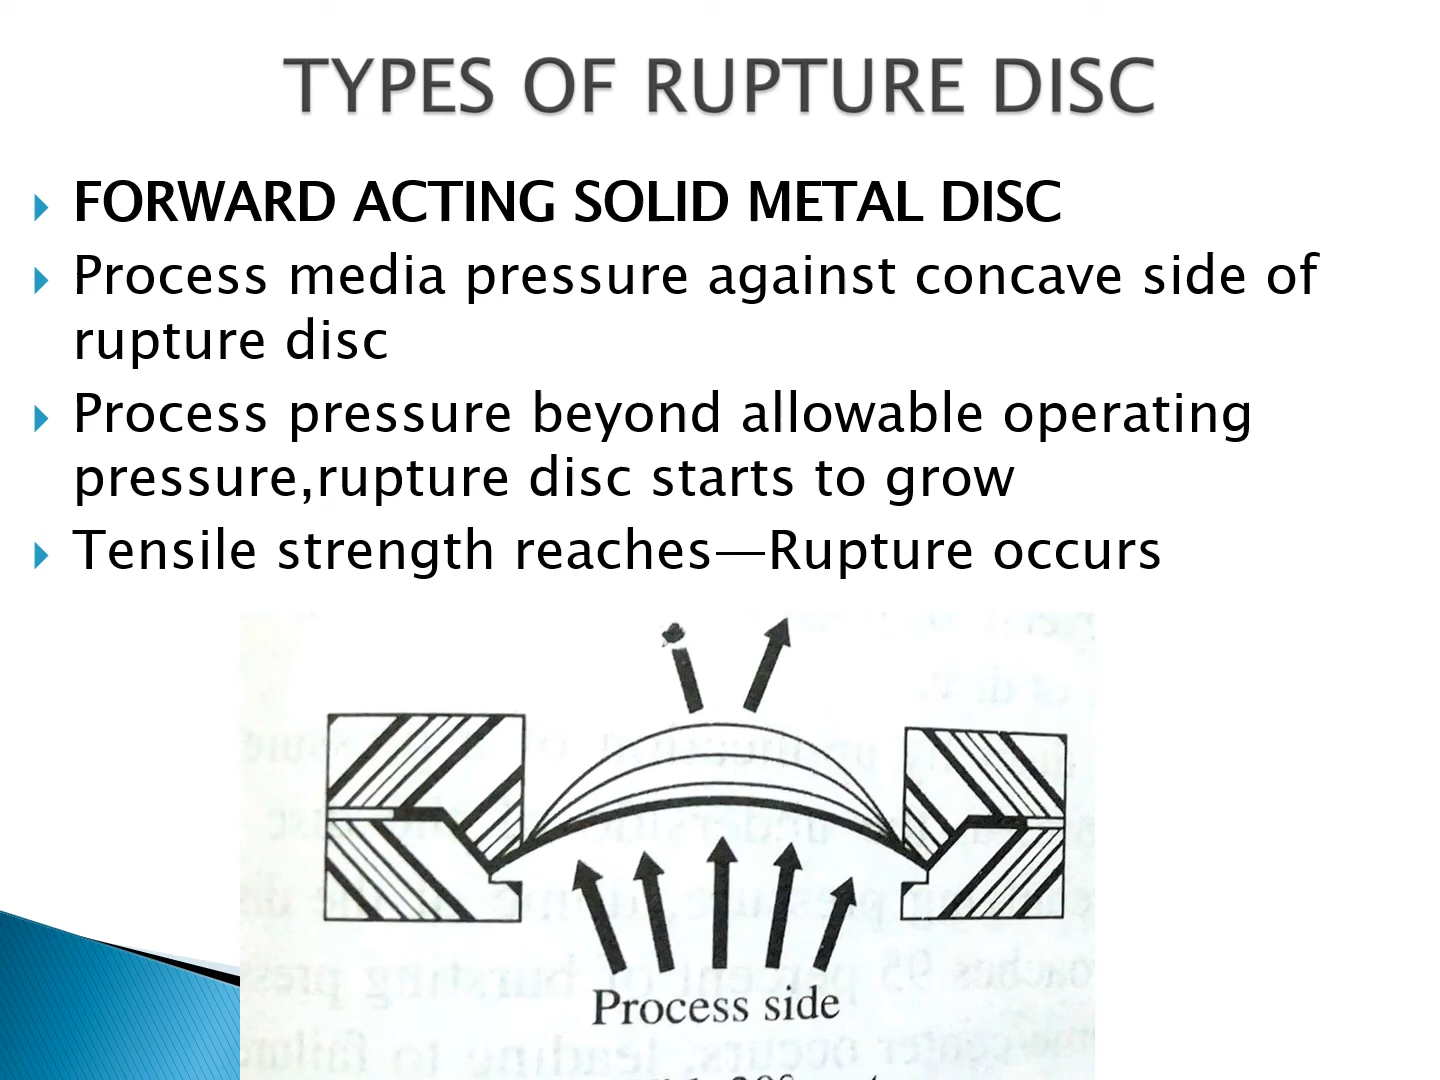 TYPES OF RUPTURE DISC
FORWARD ACTING SOLID METAL DISC
Process media pressure against concave side of
rupture disc
Process pressure beyond allowable operating
pressure,rupture disc starts to grow
Tensile strength reaches—Rupture occurs
Process side